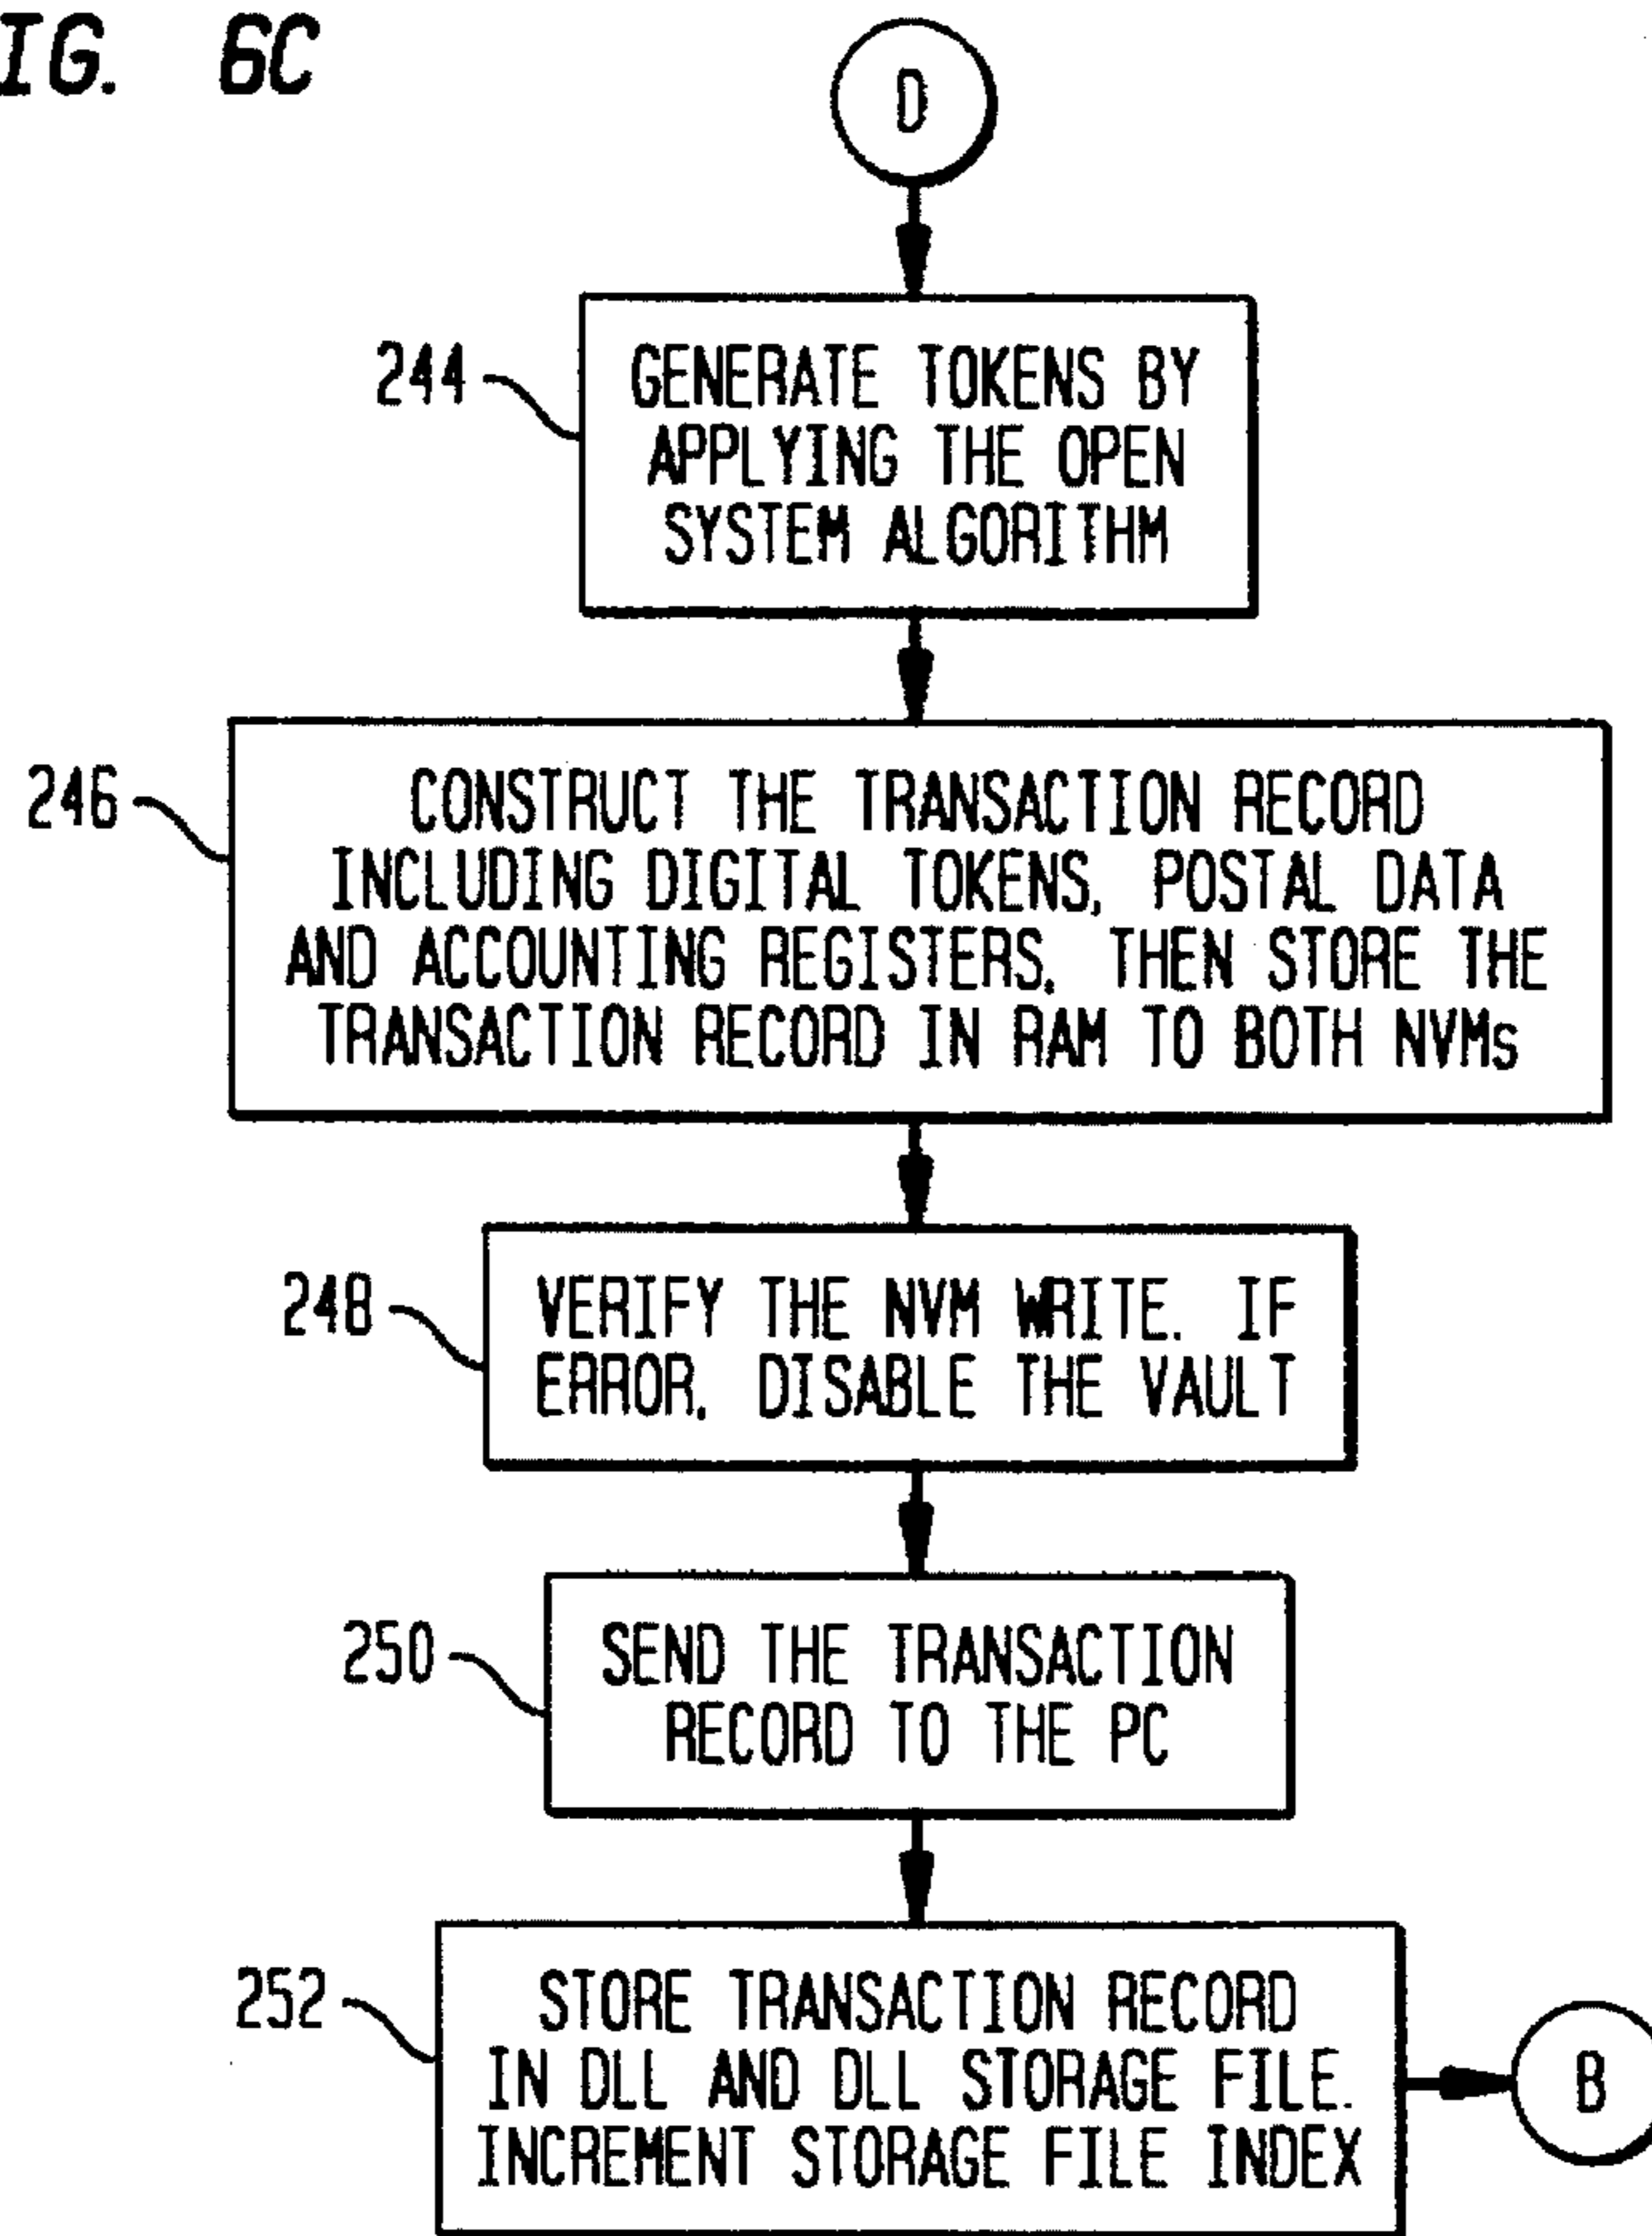 IG. 6C
D
244
GENERATE TOKENS BY
APPLYING THE OPEN
SYSTEM ALGORITHM
246
CONSTRUCT THE TRANSACTION RECORD
INCLUDING DIGITAL TOKENS, POSTAL DATA
AND ACCOUNTING REGISTERS, THEN STORE THE
TRANSACTION RECORD IN RAM TO BOTH NVMs
248
VERIFY THE NVM WRITE. IF
ERROR, DISABLE THE VAULT
250
SEND THE TRANSACTION
RECORD TO THE PC
252
STORE TRANSACTION RECORD
IN DLL AND DLL STORAGE FILE.
INCREMENT STORAGE FILE INDEX
B